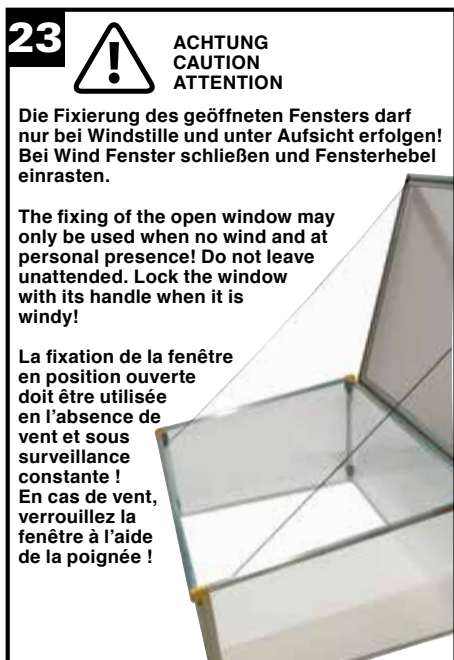 23
ACHTUNG
CAUTION
ATTENTION
Die Fixierung des geöffneten Fensters darf
nur bei Windstille und unter Aufsicht erfolgen!
Bei Wind Fenster schließen und Fensterhebel
einrasten.
The fixing of the open window may
only be used when no wind and at
personal presence! Do not leave
unattended. Lock the window
with its handle when it is
windy!
La fixation de la fenêtre
en position ouverte
doit être utilisée
en l’absence de
vent et sous
surveillance
constante !
En cas de vent,
verrouillez la
fenêtre à l’aide
de la poignée !